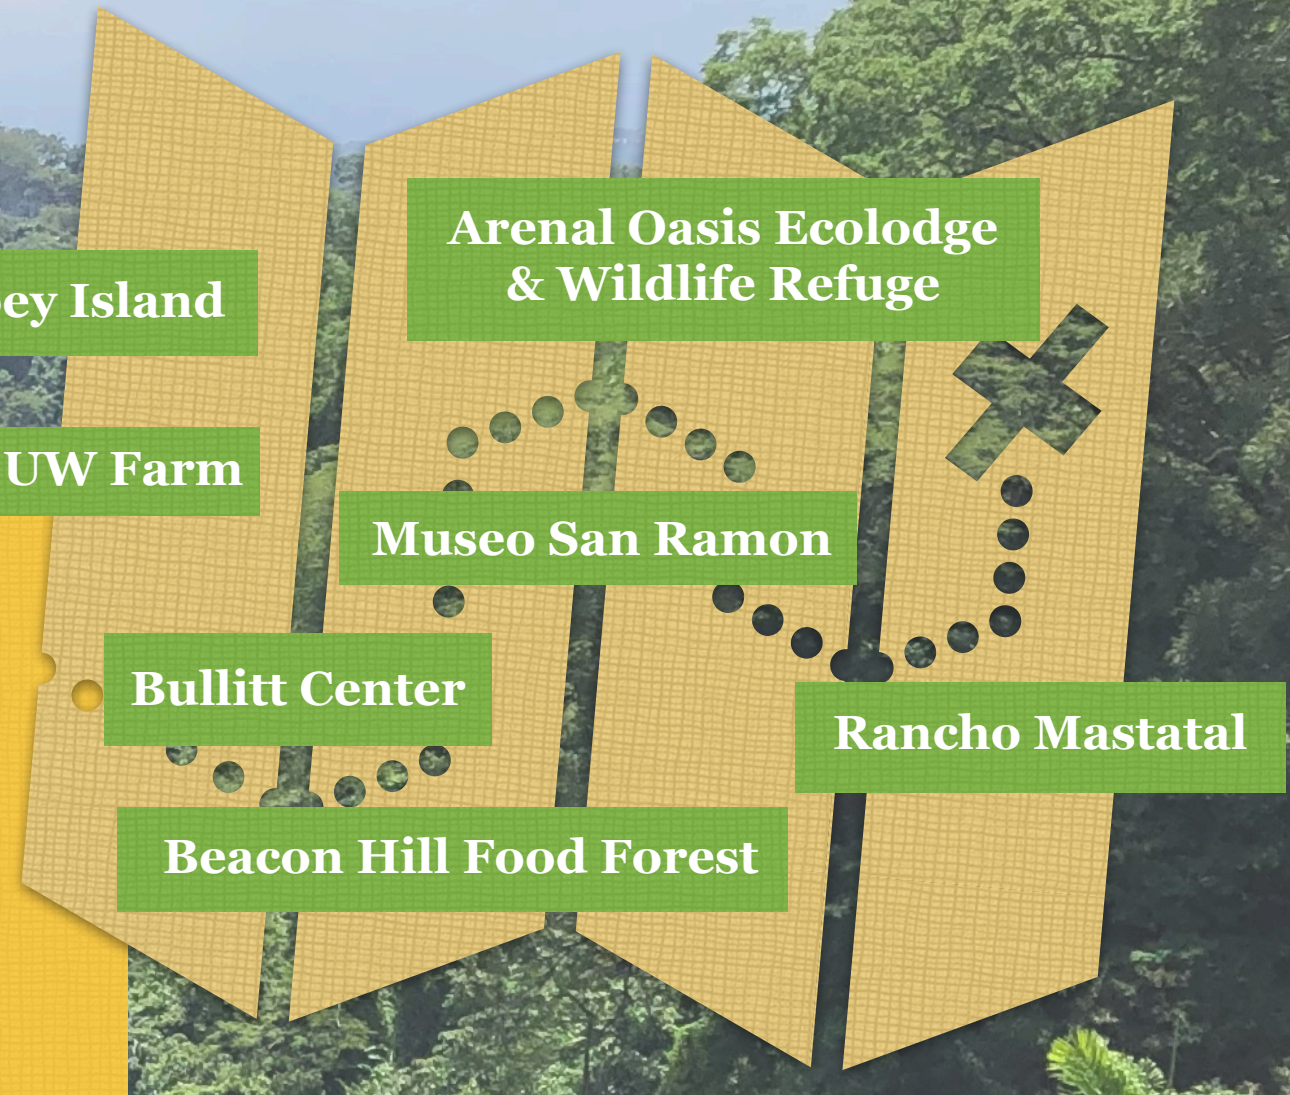 Arenal Oasis Ecolodge
& Wildlife Refuge
Island
UW Farm
Museo San Ramon
Bullitt Center
Rancho Mastatal
Beacon Hill Food Forest